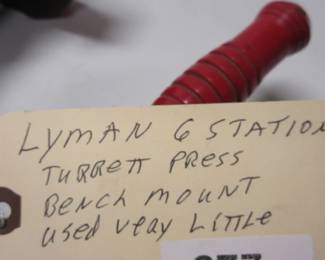 LYMAN 6 STATION
TURRETT PRESS
BENCH MOUNT
used very LITTLE